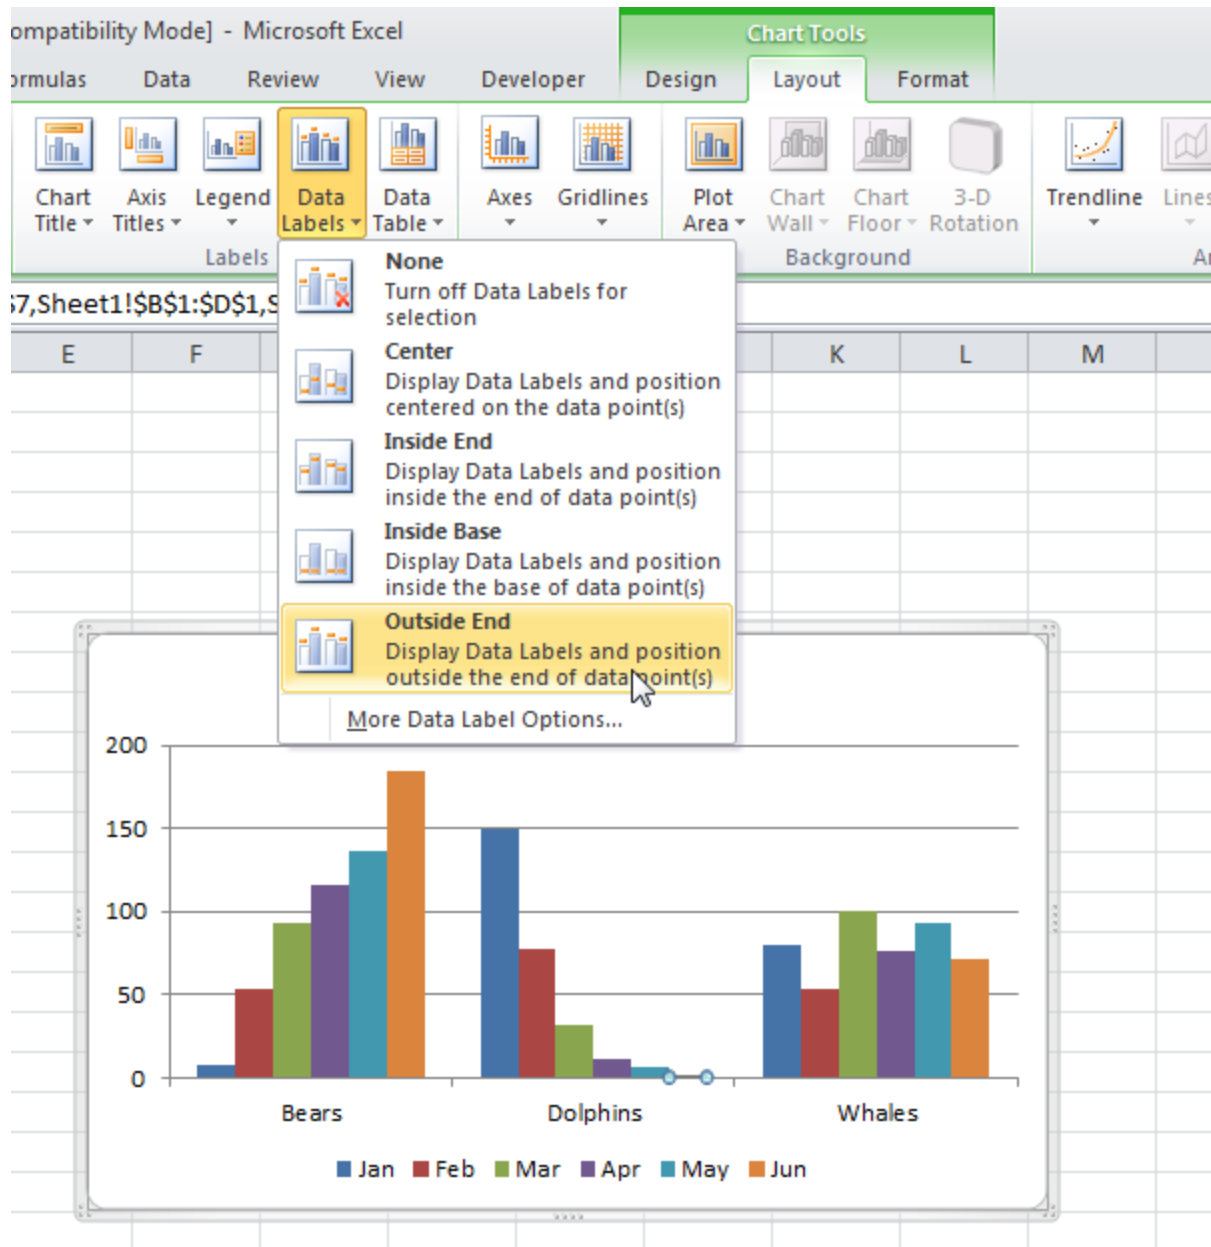 ompatibility Mode] - Microsoft Excel
Chart Tools
ormulas Data Review View Developer Design Layout Format
Chart Title
Axis Titles
Legend
Data Labels
Data Table
Axes
Gridlines
Plot Area
Chart Wall
Chart Floor
3-D Rotation
Trendline
Lines
Labels
Background
$7,Sheet1!$B$1:$D$1,S
E F K L M
None
Turn off Data Labels for
selection
Center
Display Data Labels and position
centered on the data point(s)
Inside End
Display Data Labels and position
inside the end of data point(s)
Inside Base
Display Data Labels and position
inside the base of data point(s)
Outside End
Display Data Labels and position
outside the end of data point(s)
More Data Label Options...
200
150
100
50
0
Bears Dolphins Whales
Jan Feb Mar Apr May Jun